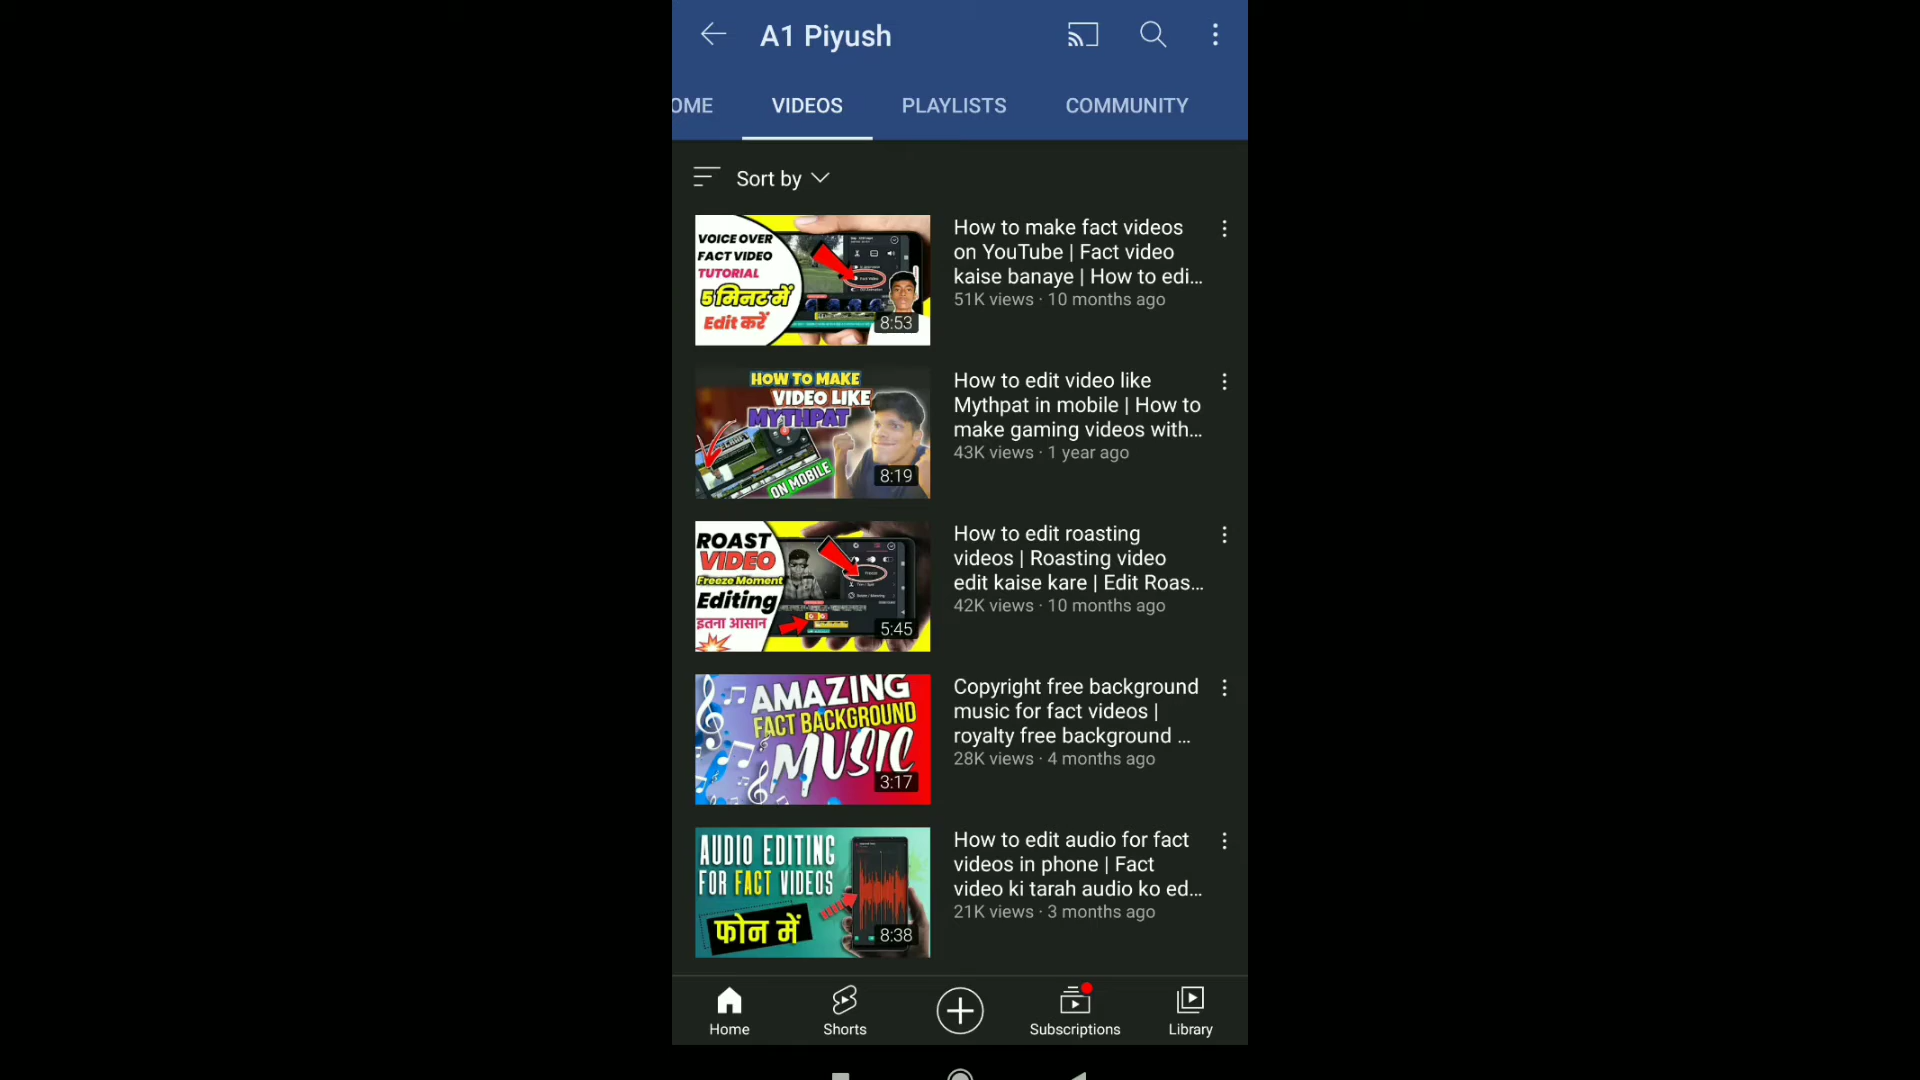 A1 Piyush
OME VIDEOS PLAYLISTS COMMUNITY
Sort by
VOICE OVER
FACT VIDEO
TUTORIAL
5 मिनट में
Edit करें
8:53
How to make fact videos
on YouTube | Fact video
kaise banaye | How to edi...
51K views · 10 months ago
HOW TO MAKE
VIDEO LIKE
MYTHPAT
ON MOBILE
8:19
How to edit video like
Mythpat in mobile | How to
make gaming videos with...
43K views · 1 year ago
ROAST
VIDEO
Freeze Moment
Editing
इतना आसान
5:45
How to edit roasting
videos | Roasting video
edit kaise kare | Edit Roas...
42K views · 10 months ago
AMAZING
FACT BACKGROUND
MUSIC
3:17
Copyright free background
music for fact videos |
royalty free background ...
28K views · 4 months ago
AUDIO EDITING
FOR FACT VIDEOS
फोन में
8:38
How to edit audio for fact
videos in phone | Fact
video ki tarah audio ko ed...
21K views · 3 months ago
Home Shorts Subscriptions Library